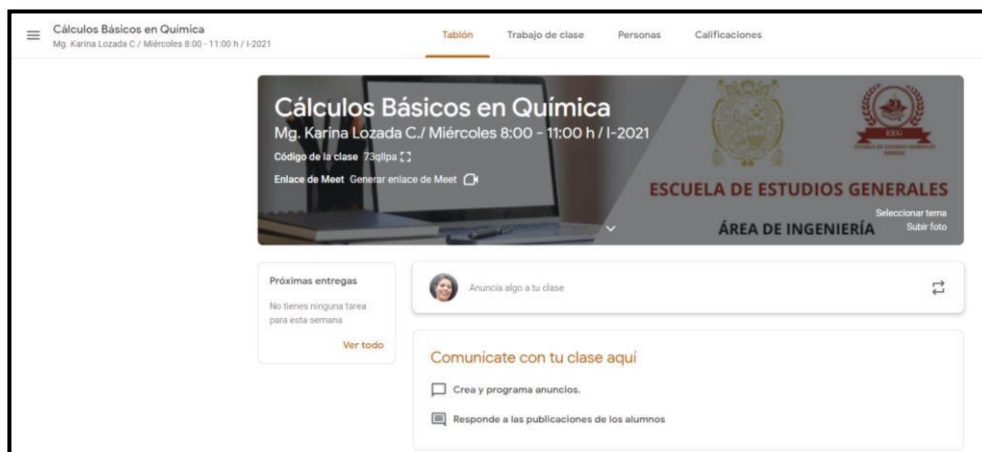 Cálculos Básicos en Química
Mg. Karina Lozada C./ Miércoles 8:00 - 11:00 h / I-2021
Tablón
Trabajo de clase
Personas
Calificaciones
Cálculos Básicos en Química
Mg. Karina Lozada C./ Miércoles 8:00 - 11:00 h / I-2021
Código de la clase 73qllpa
Enlace de Meet Generar enlace de Meet
EEG
ESCUELA DE ESTUDIOS GENERALES
ÁREA DE INGENIERÍA
Seleccionar tema
Subir foto
Próximas entregas
No tienes ninguna tarea
para esta semana
Ver todo
Anuncia algo a tu clase
Comunícate con tu clase aquí
Crea y programa anuncios.
Responde a las publicaciones de los alumnos